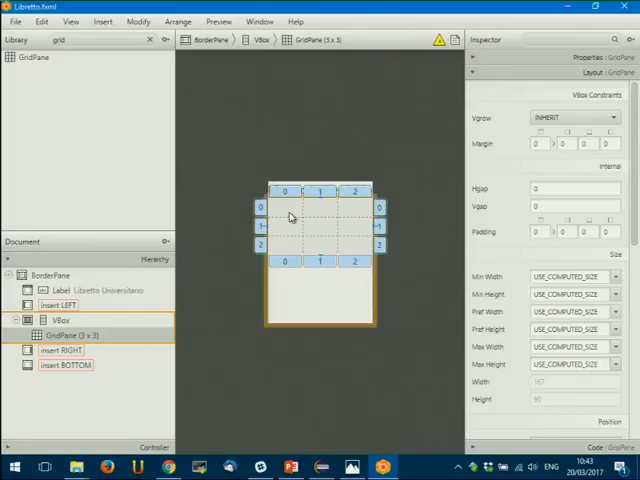 Libretto.fxml
File Edit View Insert Modify Arrange Preview Window Help
Library grid
BorderPane VBox GridPane (3 x 3)
Inspector
GridPane
Properties : GridPane
Layout : GridPane
VBox Constraints
Vgrow INHERIT
Margin 0 0 0 0
Internal
Hgap 0
Vgap 0
Padding 0 0 0 0
Size
Min Width USE_COMPUTED_SIZE
Min Height USE_COMPUTED_SIZE
Pref Width USE_COMPUTED_SIZE
Pref Height USE_COMPUTED_SIZE
Max Width USE_COMPUTED_SIZE
Max Height USE_COMPUTED_SIZE
Width 167
Height 90
Position
Code : GridPane
0 1 2
0 0
1 1
2 2
0 1 2
Document
Hierarchy
BorderPane
Label Libretto Universitario
insert LEFT
VBox
GridPane (3 x 3)
insert RIGHT
insert BOTTOM
Controller
10:43
20/03/2017